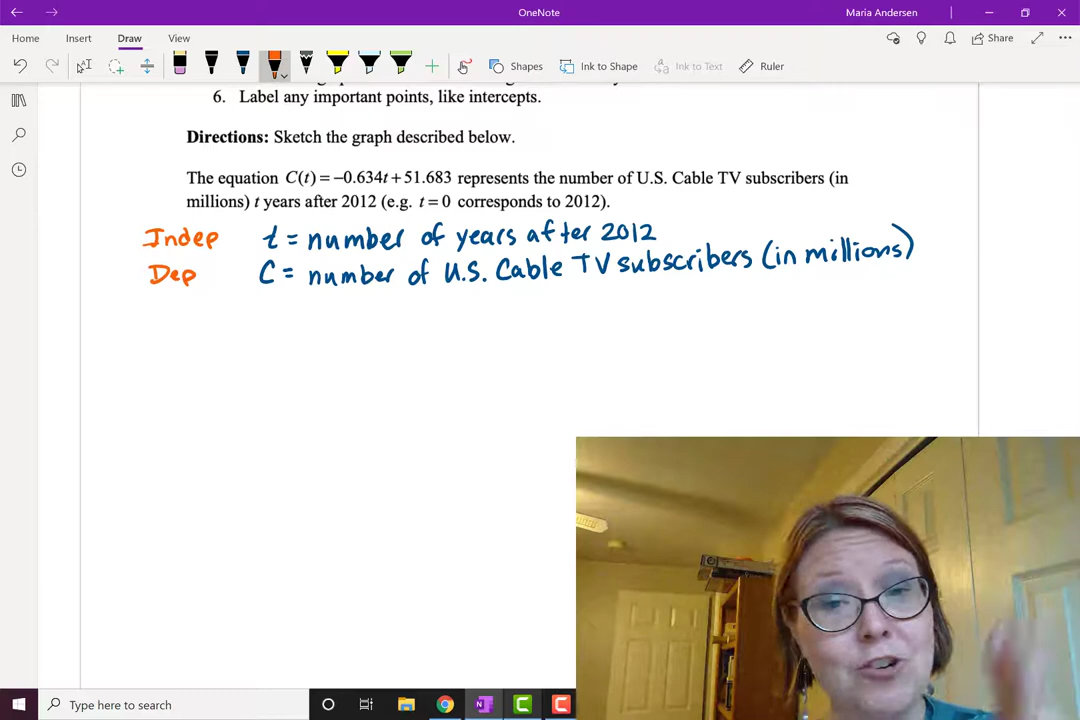 OneNote
Maria Andersen
Home Insert Draw View
Share
Shapes Ink to Shape Ink to Text Ruler
6. Label any important points, like intercepts.
Directions: Sketch the graph described below.
The equation C(t) = −0.634t + 51.683 represents the number of U.S. Cable TV subscribers (in
millions) t years after 2012 (e.g. t = 0 corresponds to 2012).
Indep t = number of years after 2012
Dep C = number of U.S. Cable TV subscribers (in millions)
Type here to search